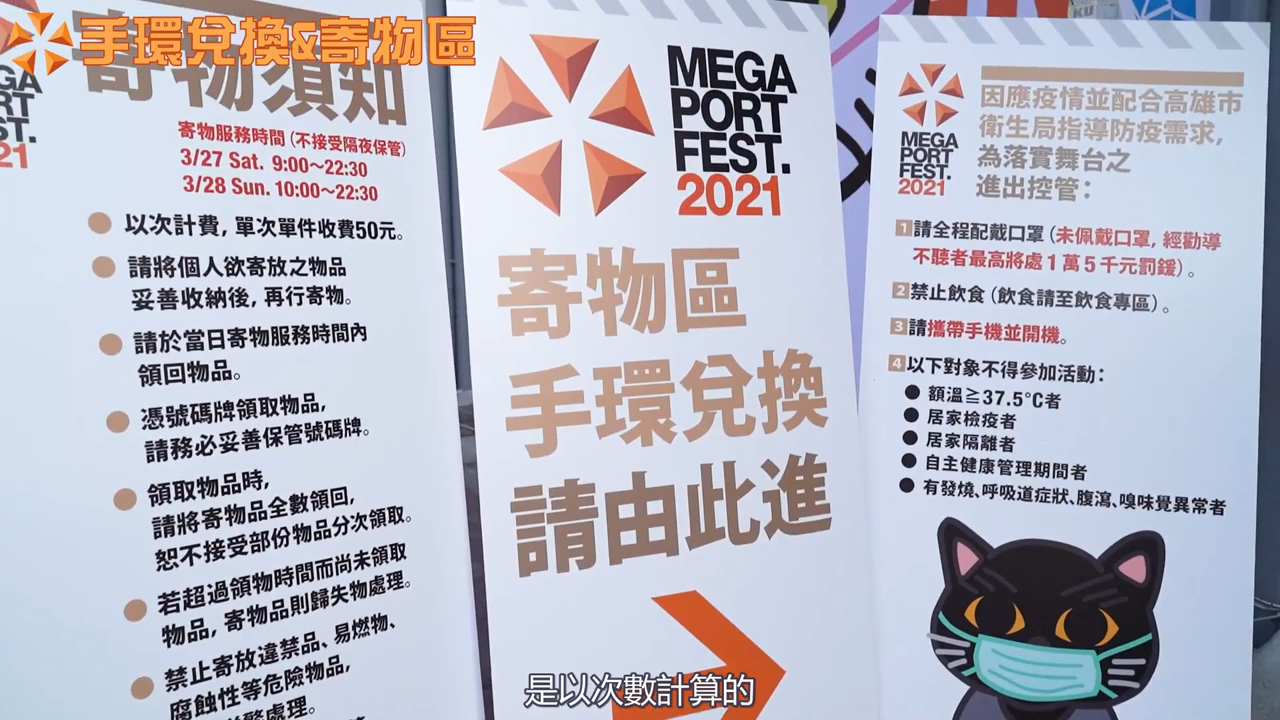 手環兌換&寄物區
寄物須知
ST.
21
寄物服務時間 (不接受隔夜保管)
3/27 Sat. 9:00~22:30
3/28 Sun. 10:00~22:30
以次計費, 單次單件收費50元。
請將個人欲寄放之物品
妥善收納後, 再行寄物。
請於當日寄物服務時間內
領回物品。
憑號碼牌領取物品,
請務必妥善保管號碼牌。
領取物品時,
請將寄物品全數領回,
恕不接受部份物品分次領取。
若超過領物時間而尚未領取
物品, 寄物品則歸失物處理。
禁止寄放違禁品、易燃物、
腐蝕性等危險物品,
警處理。
MEGA
PORT
FEST.
2021
寄物區
手環兌換
請由此進
MEGA
PORT
FEST.
2021
因應疫情並配合高雄市
衛生局指導防疫需求,
為落實舞台之
進出控管:
1 請全程配戴口罩 (未佩戴口罩, 經勸導
不聽者最高將處 1 萬 5 千元罰鍰)。
2 禁止飲食 (飲食請至飲食專區)。
3 請攜帶手機並開機。
4 以下對象不得參加活動:
● 額溫≧37.5°C者
● 居家檢疫者
● 居家隔離者
● 自主健康管理期間者
● 有發燒、呼吸道症狀、腹瀉、嗅味覺異常者
是以次數計算的